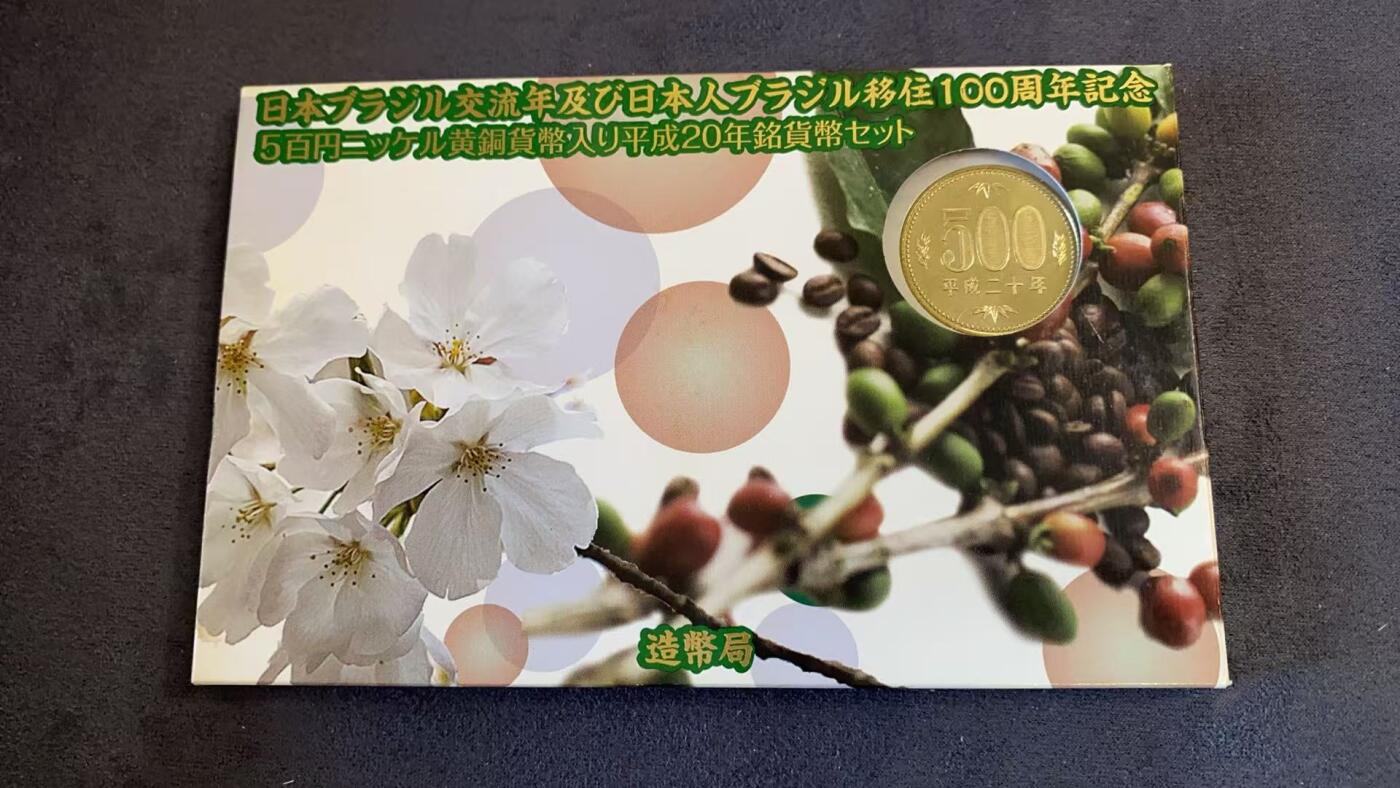 日本ブラジル交流年及び日本人ブラジル移住100周年記念
5百円ニッケル黄銅貨幣入り平成20年銘貨幣セット
500
平成二十年
造幣局